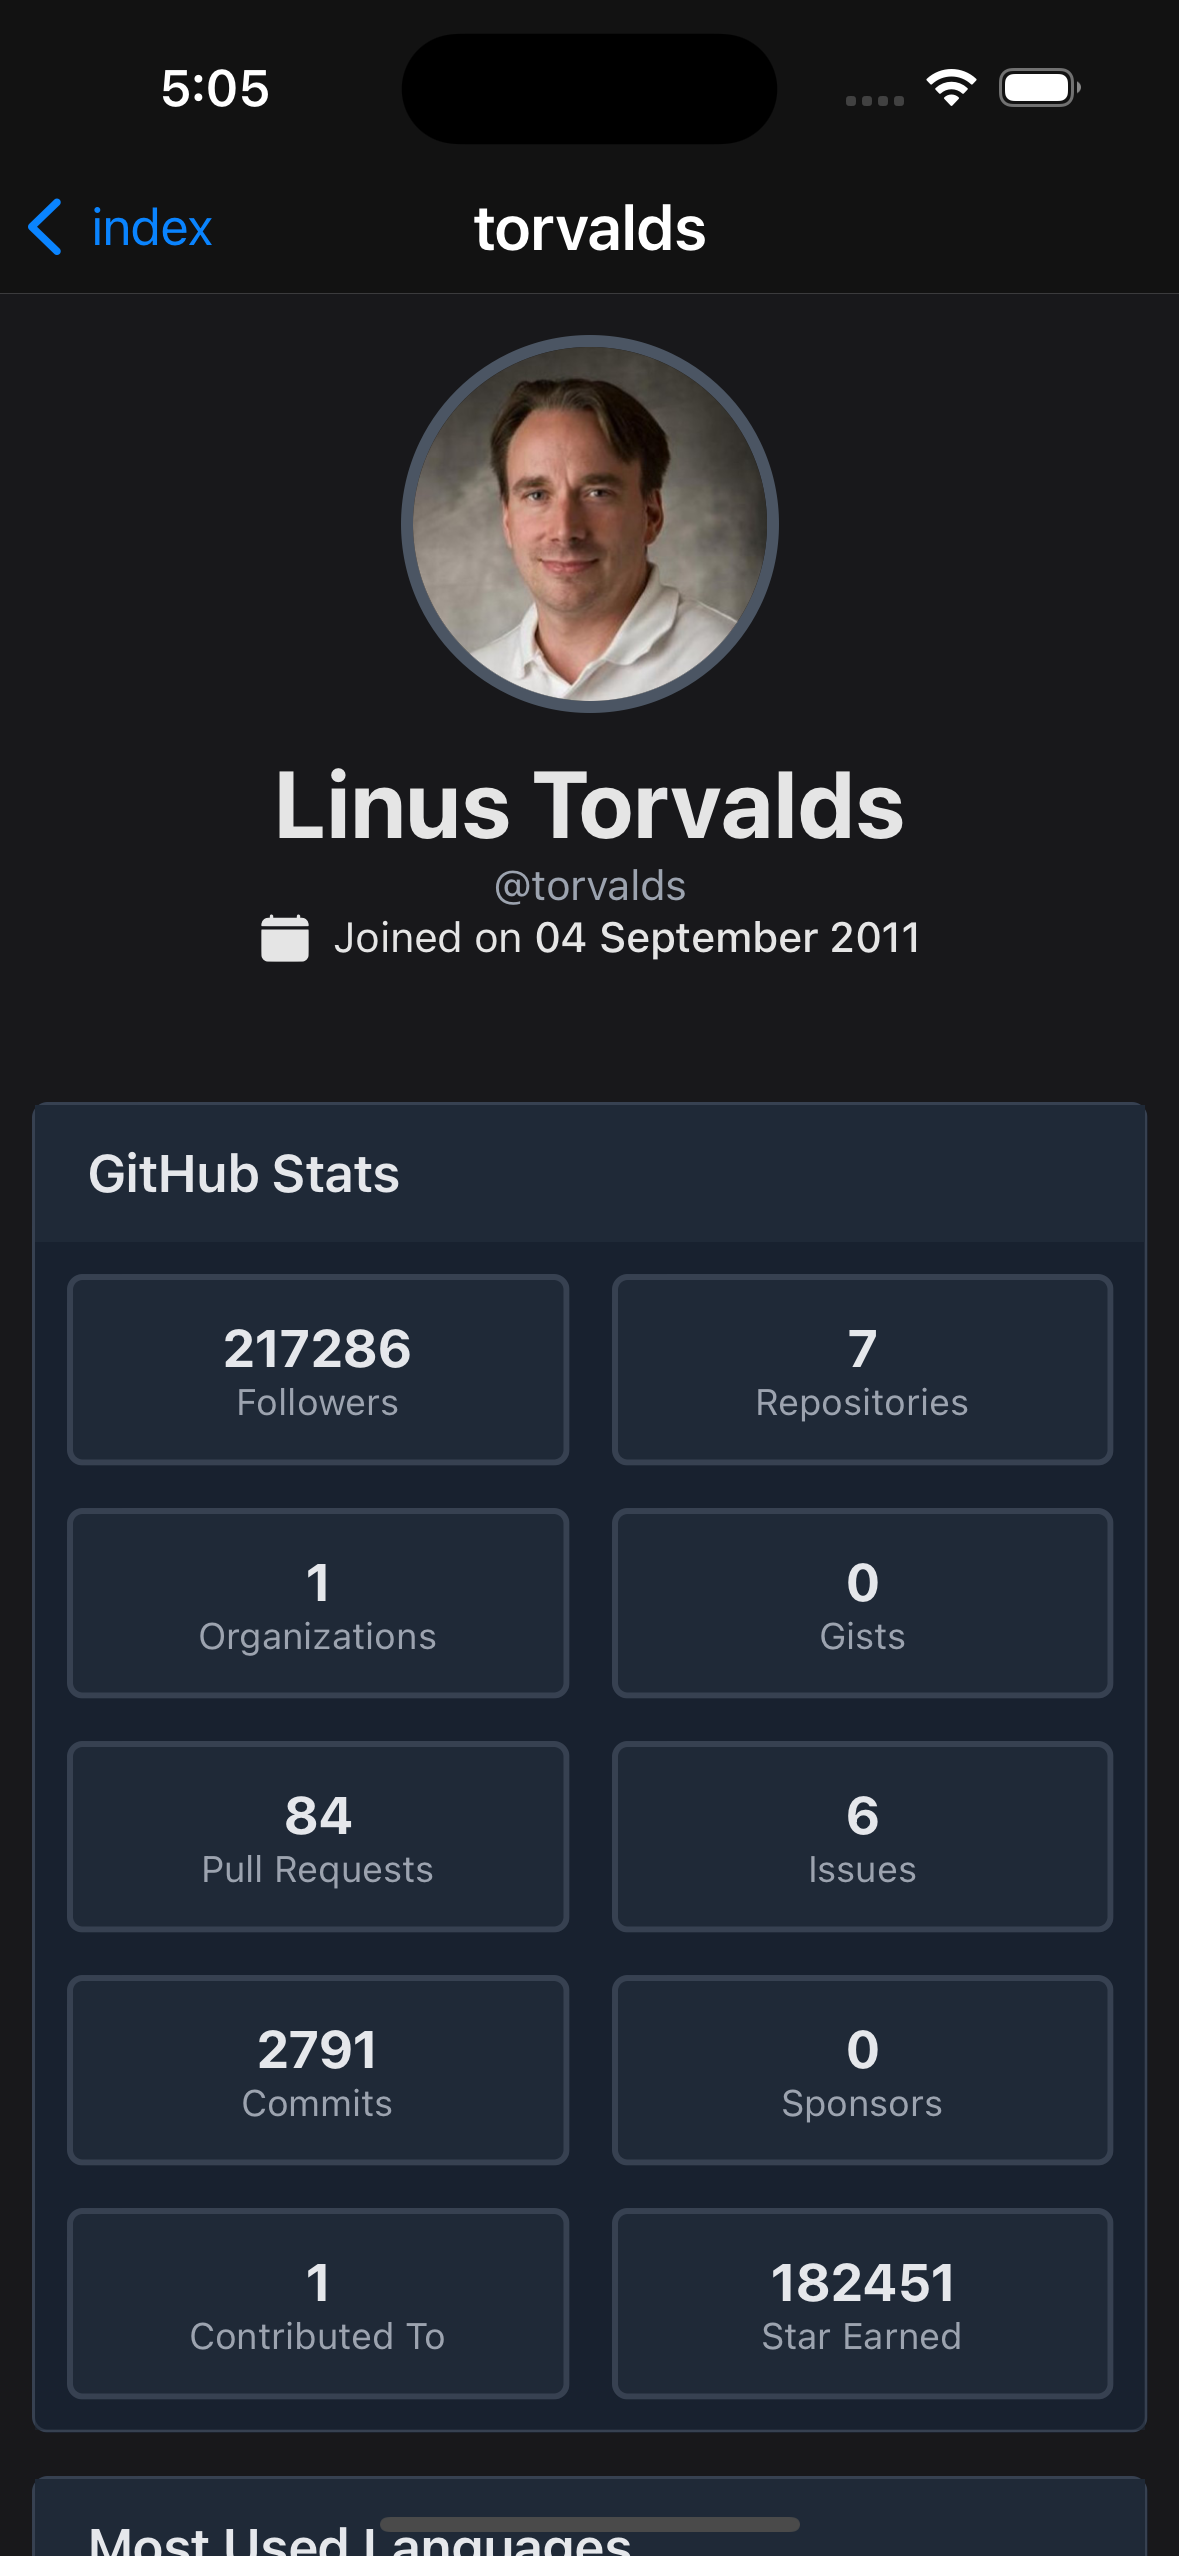 5:05
index
torvalds
Linus Torvalds
@torvalds
Joined on 04 September 2011
GitHub Stats
217286
Followers
7
Repositories
1
Organizations
0
Gists
84
Pull Requests
6
Issues
2791
Commits
0
Sponsors
1
Contributed To
182451
Star Earned
Most Used Languages